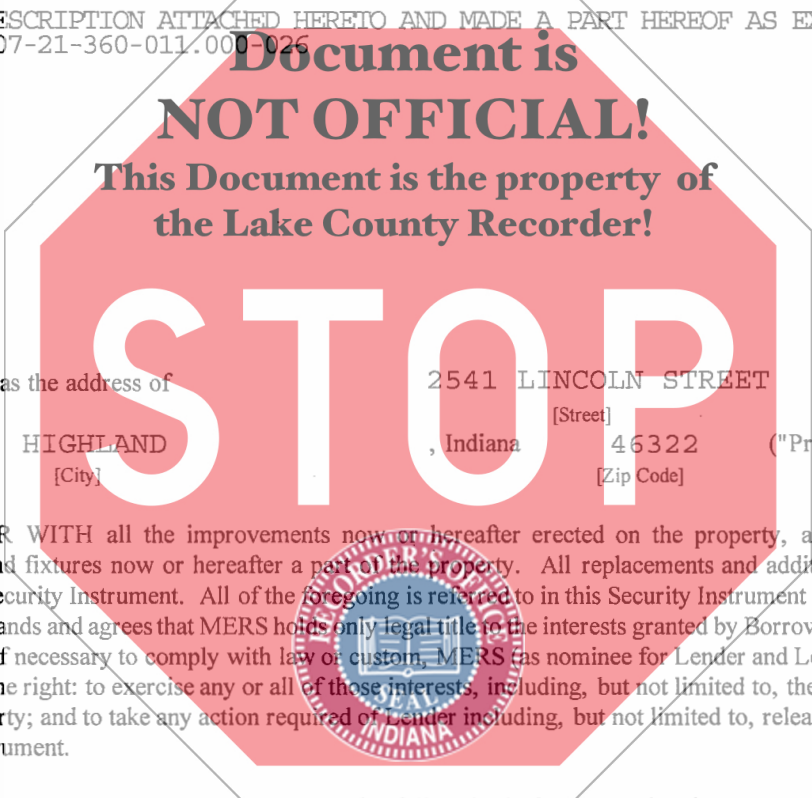 ESCRIPTION ATTACHED HERETO AND MADE A PART HEREOF AS E
07-21-360-011.000-026
Document is
NOT OFFICIAL!
This Document is the property of
the Lake County Recorder!
STOP
as the address of 2541 LINCOLN STREET
[Street]
HIGHLAND , Indiana 46322 ("Pr
[City] [Zip Code]
R WITH all the improvements now or hereafter erected on the property, a
d fixtures now or hereafter a part of the property. All replacements and addi
ecurity Instrument. All of the foregoing is referred to in this Security Instrument
ands and agrees that MERS holds only legal title to the interests granted by Borrow
f necessary to comply with law or custom, MERS (as nominee for Lender and L
e right: to exercise any or all of those interests, including, but not limited to, the
rty; and to take any action required of Lender including, but not limited to, relea
ument.
RECORDER'S OFFICE
SEAL
INDIANA